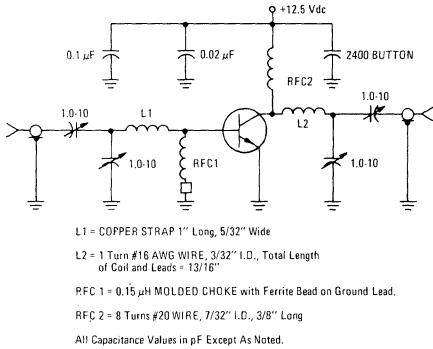 +12.5 Vdc
0.1 µF
0.02 µF
RFC2
2400 BUTTON
1.0-10
L1
L2
1.0-10
1.0-10
RFC1
1.0-10
L1 = COPPER STRAP 1" Long, 5/32" Wide
L2 = 1 Turn #16 AWG WIRE, 3/32" I.D., Total Length
of Coil and Leads = 13/16"
RFC 1 = 0.15 µH MOLDED CHOKE with Ferrite Bead on Ground Lead.
RFC 2 = 8 Turns #20 WIRE, 7/32" I.D., 3/8" Long
All Capacitance Values in pF Except As Noted.